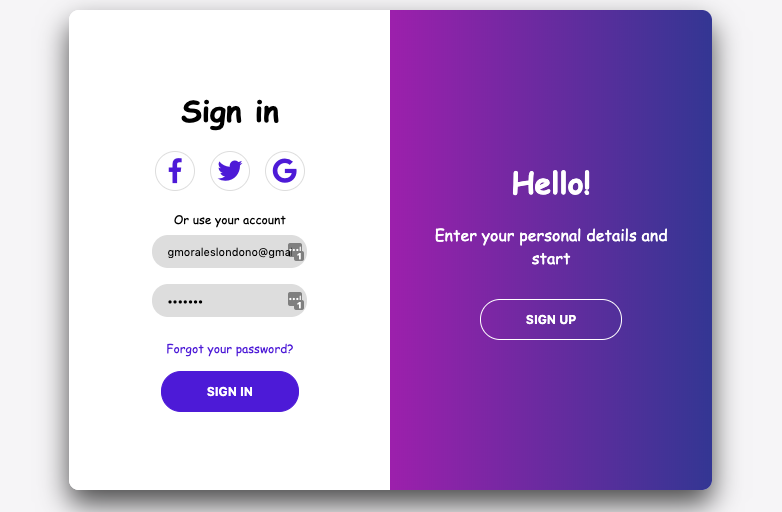 Sign in
Or use your account
gmoraleslondono@gmai
•••••••
Forgot your password?
SIGN IN
Hello!
Enter your personal details and
start
SIGN UP